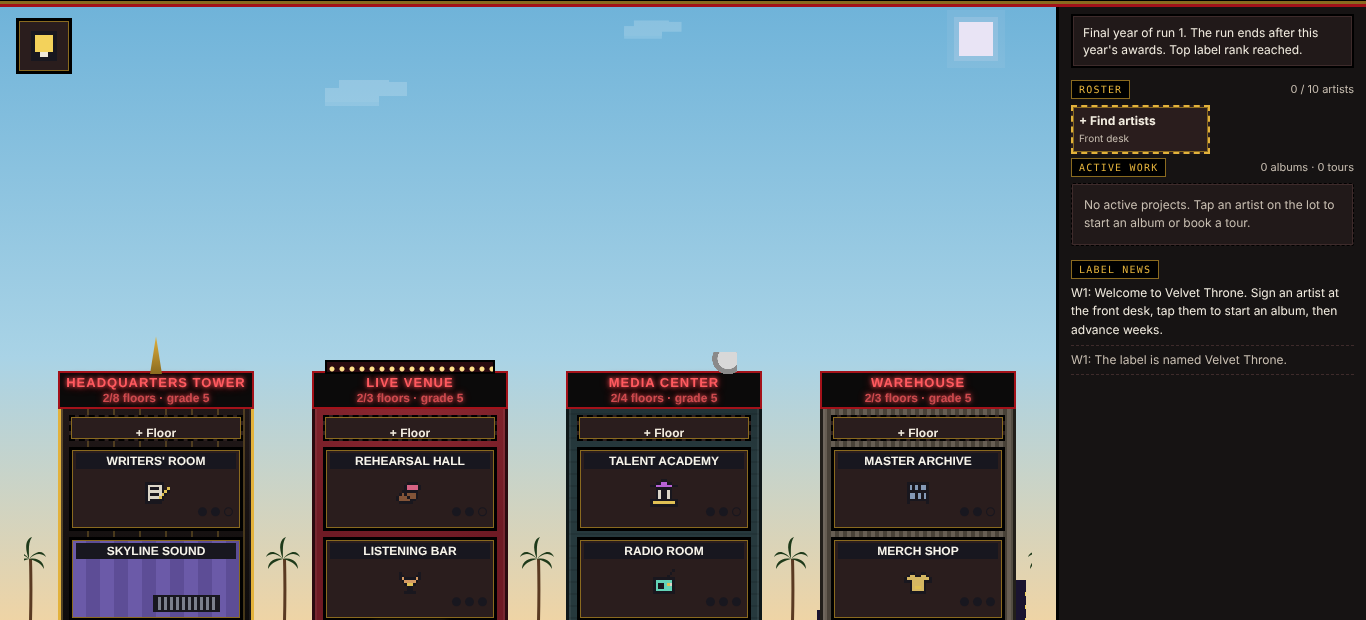 Final year of run 1. The run ends after this
year's awards. Top label rank reached.
ROSTER
0 / 10 artists
+ Find artists
Front desk
ACTIVE WORK
0 albums · 0 tours
No active projects. Tap an artist on the lot to
start an album or book a tour.
LABEL NEWS
W1: Welcome to Velvet Throne. Sign an artist at
the front desk, tap them to start an album, then
advance weeks.
W1: The label is named Velvet Throne.
HEADQUARTERS TOWER
2/8 floors · grade 5
+ Floor
WRITERS' ROOM
SKYLINE SOUND
LIVE VENUE
2/3 floors · grade 5
+ Floor
REHEARSAL HALL
LISTENING BAR
MEDIA CENTER
2/4 floors · grade 5
+ Floor
TALENT ACADEMY
RADIO ROOM
WAREHOUSE
2/3 floors · grade 5
+ Floor
MASTER ARCHIVE
MERCH SHOP